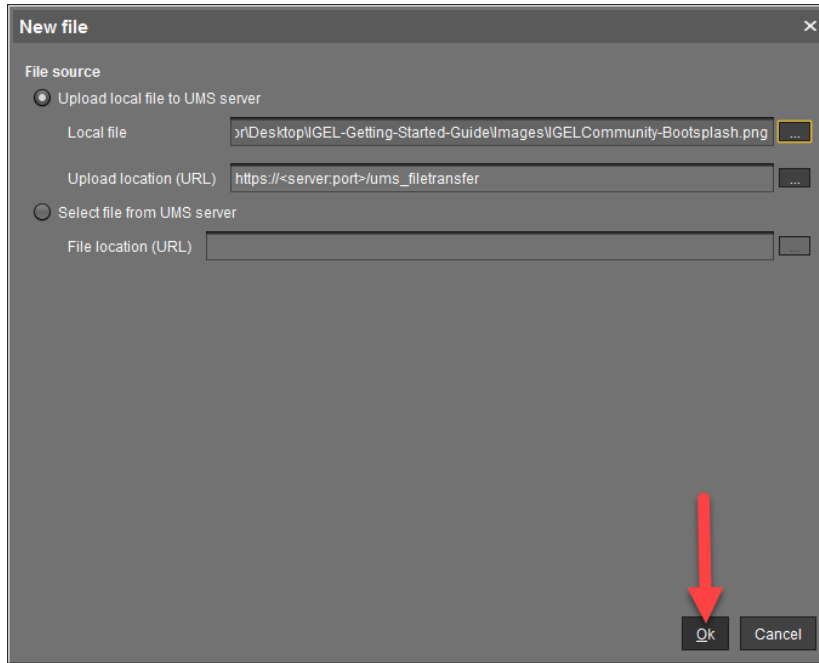 New file ×
File source
Upload local file to UMS server
Local file or\Desktop\IGEL-Getting-Started-Guide\Images\IGELCommunity-Bootsplash.png ...
Upload location (URL) https://<server:port>/ums_filetransfer ...
Select file from UMS server
File location (URL) ...
Ok Cancel